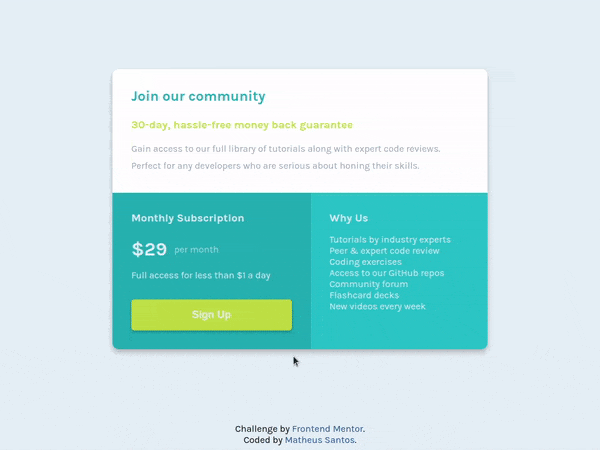 Join our community
30-day, hassle-free money back guarantee
Gain access to our full library of tutorials along with expert code reviews.
Perfect for any developers who are serious about honing their skills.
Monthly Subscription
$29 per month
Full access for less than $1 a day
Sign Up
Why Us
Tutorials by industry experts
Peer & expert code review
Coding exercises
Access to our GitHub repos
Community forum
Flashcard decks
New videos every week
Challenge by Frontend Mentor.
Coded by Matheus Santos.